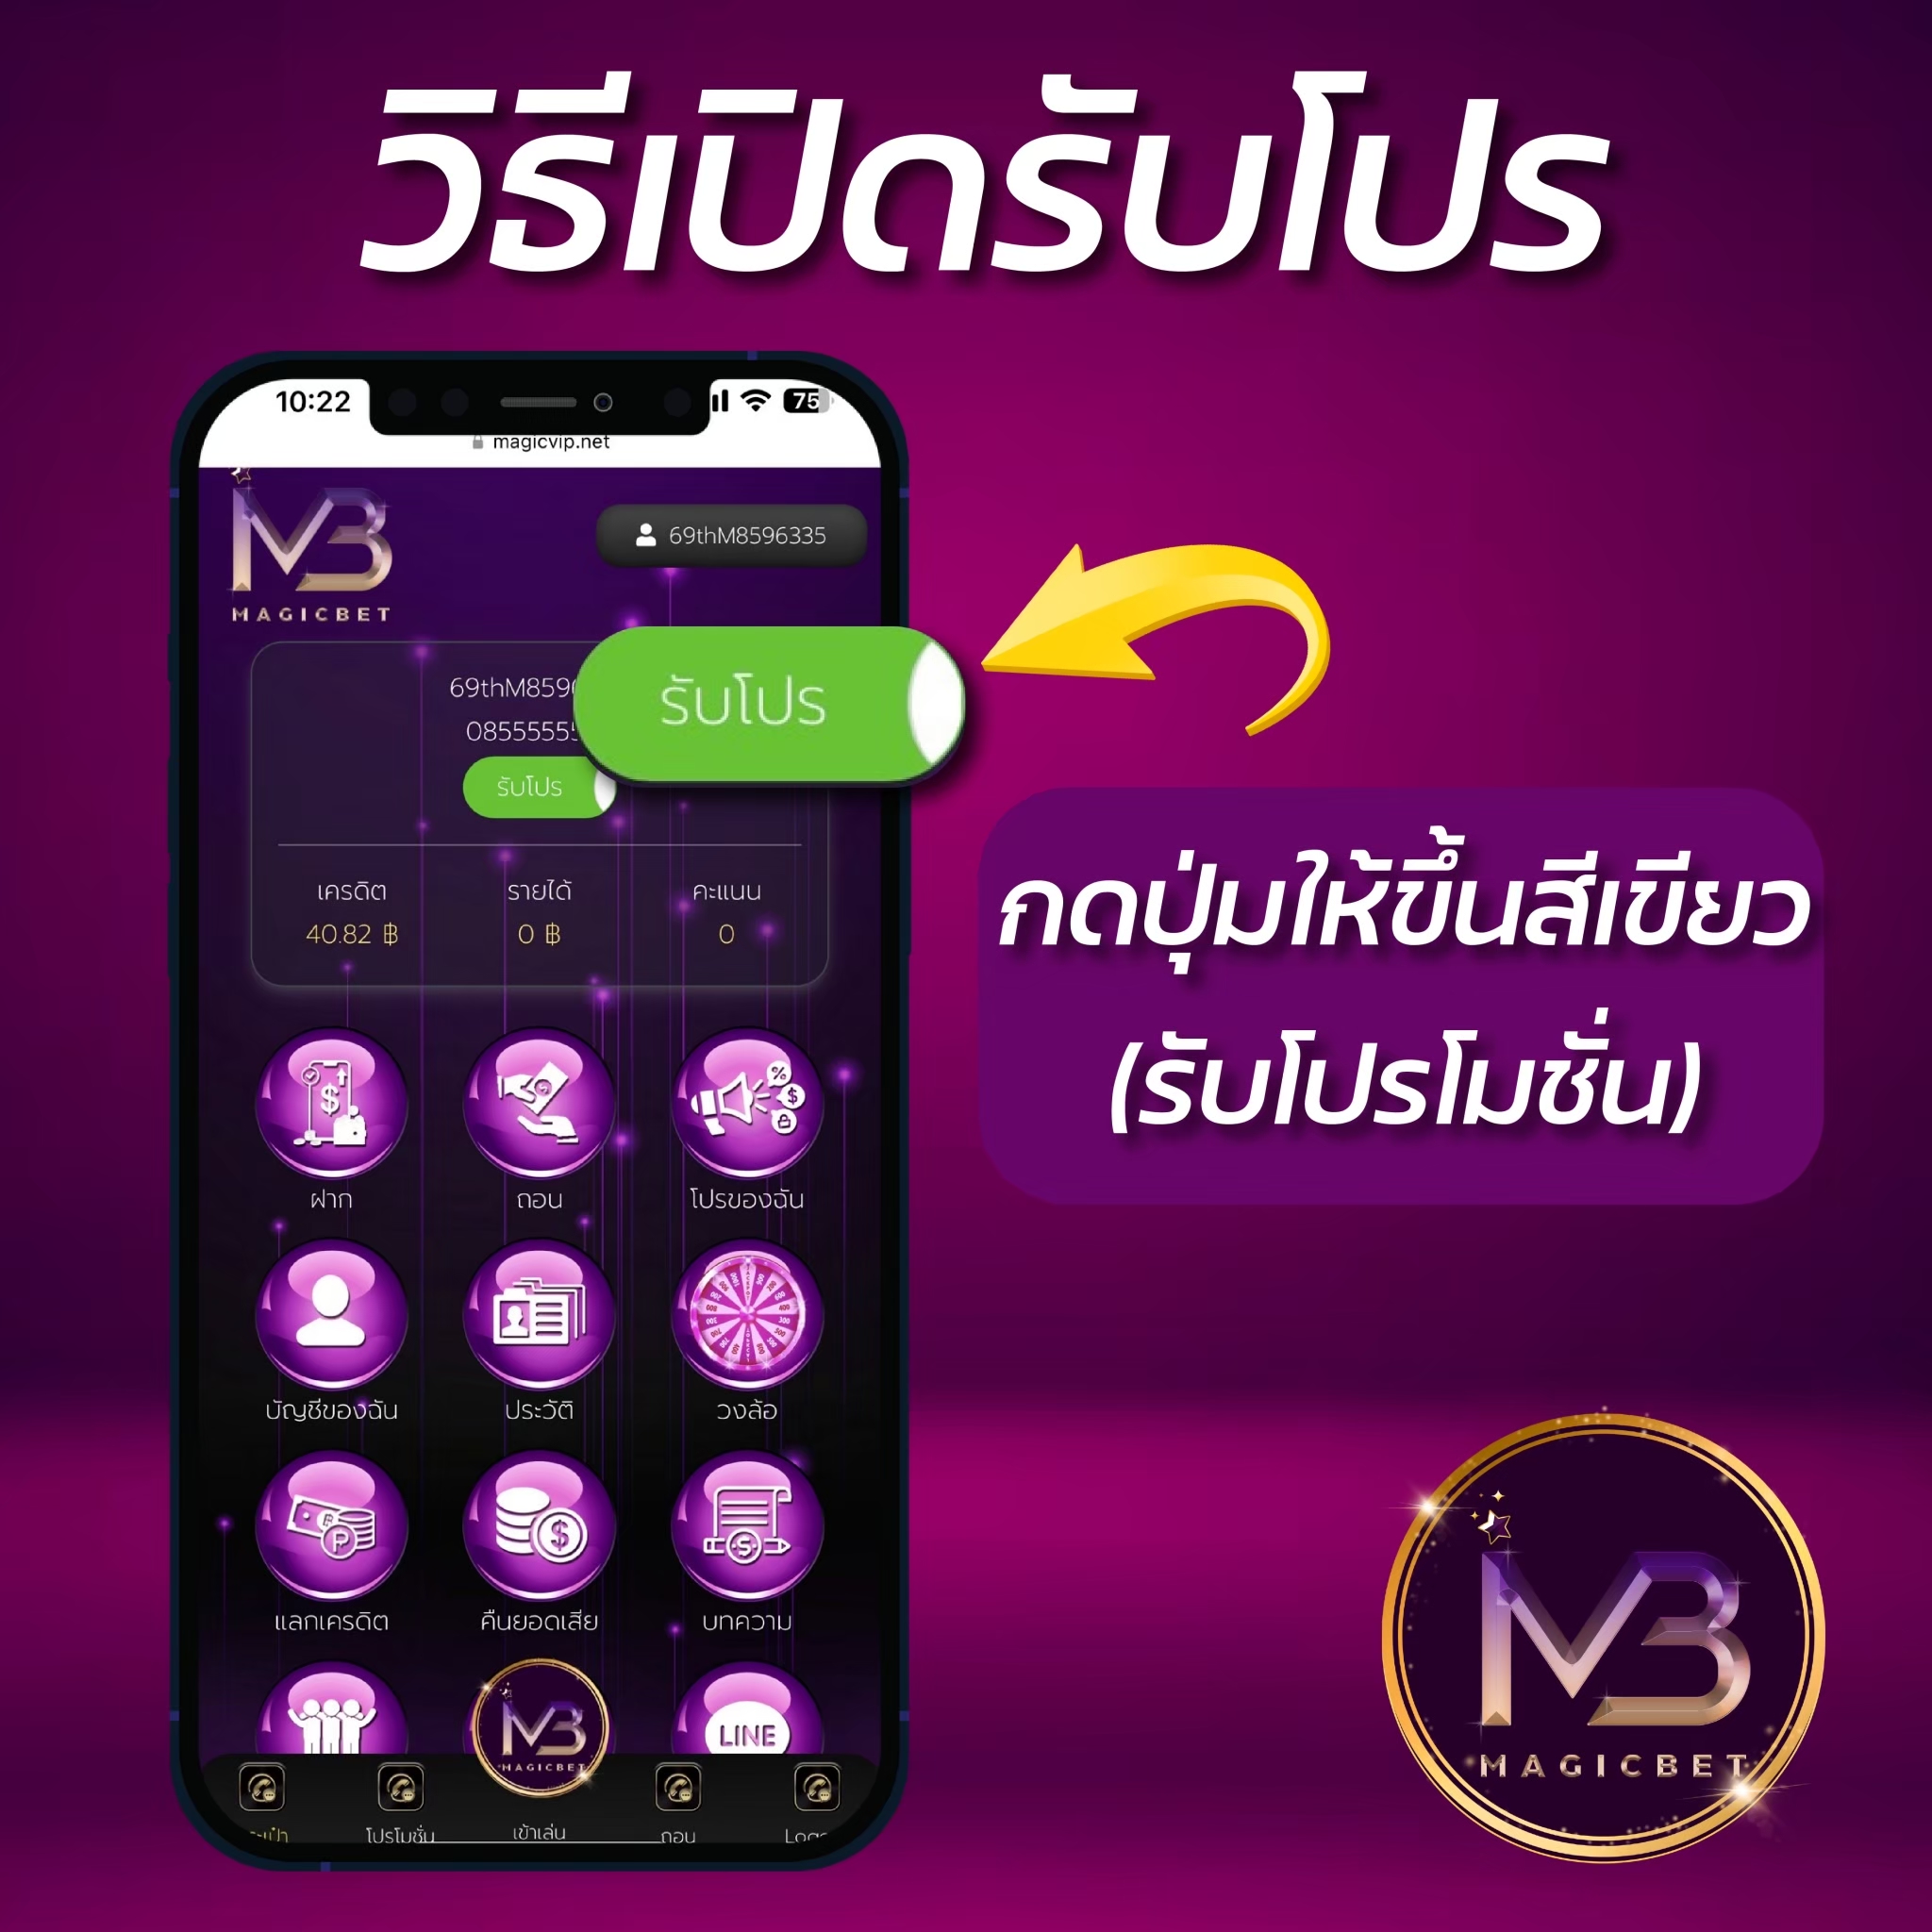 วิธีเปิดรับโปร
10:22
75
magicvip.net
MB
MAGICBET
69thM8596335
69thM859
0855555
รับโปร
รับโปร
เครดิต รายได้ คะแนน
40.82 ฿ 0 ฿ 0
กดปุ่มให้ขึ้นสีเขียว
(รับโปรโมชั่น)
ฝาก ถอน โปรของฉัน
บัญชีของฉัน ประวัติ วงล้อ
แลกเครดิต คืนยอดเสีย บทความ
LINE
MB
MAGICBET
โปรโมชั่น เข้าเล่น ถอน
MB
MAGICBET